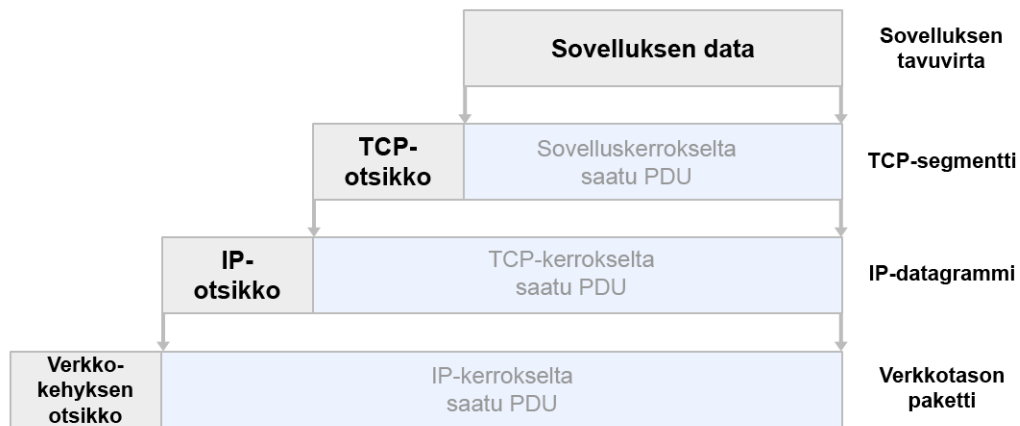 Sovelluksen data
Sovelluksen
tavuvirta
TCP-
otsikko
Sovelluskerrokselta
saatu PDU
TCP-segmentti
IP-
otsikko
TCP-kerrokselta
saatu PDU
IP-datagrammi
Verkko-
kehyksen
otsikko
IP-kerrokselta
saatu PDU
Verkkotason
paketti